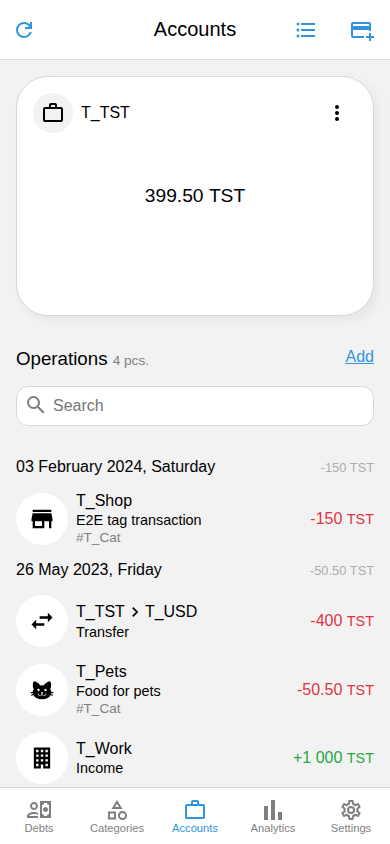 Accounts
T_TST
399.50 TST
Operations 4 pcs.
Add
Search
03 February 2024, Saturday
-150 TST
T_Shop
E2E tag transaction
-150 TST
#T_Cat
26 May 2023, Friday
-50.50 TST
T_TST > T_USD
Transfer
-400 TST
T_Pets
Food for pets
-50.50 TST
#T_Cat
T_Work
Income
+1 000 TST
Debts
Categories
Accounts
Analytics
Settings